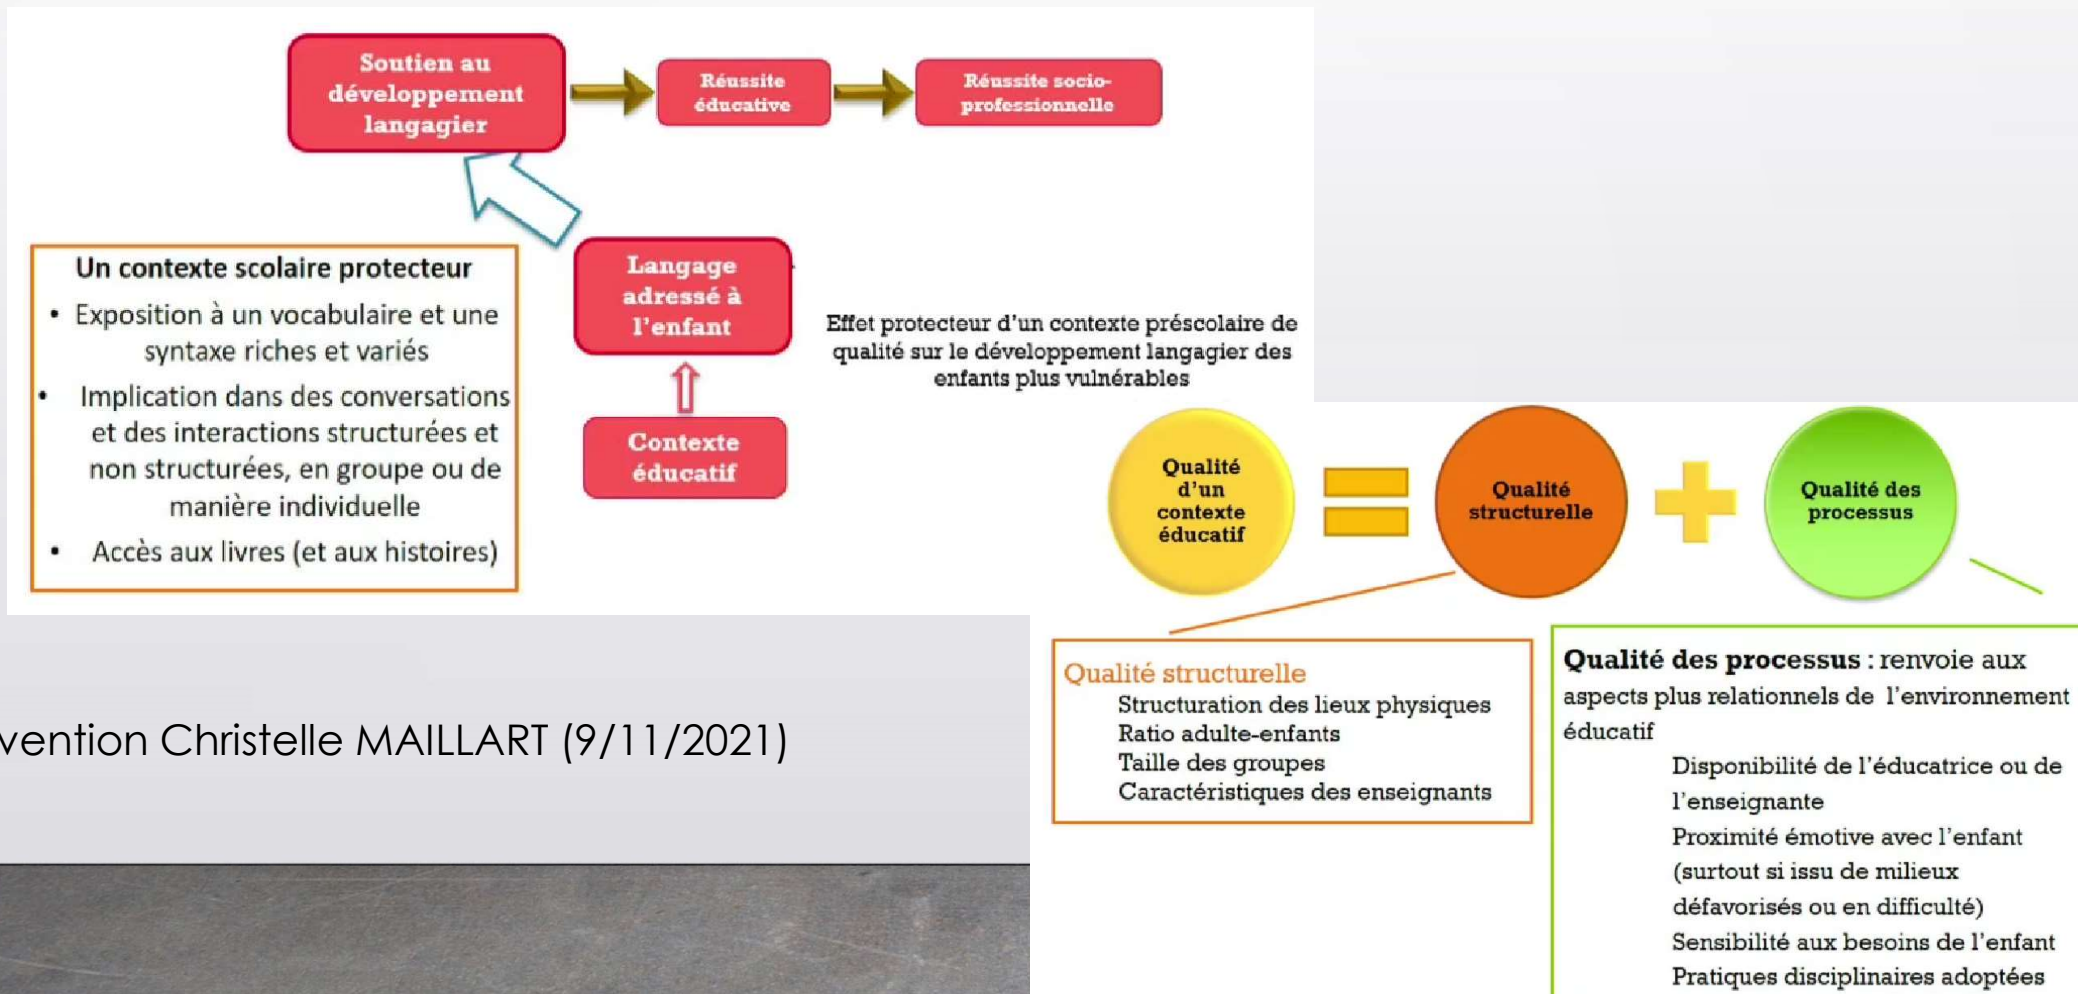 Soutien au
développement
langagier
Réussite
éducative
Réussite socio-
professionnelle
Un contexte scolaire protecteur
• Exposition à un vocabulaire et une
syntaxe riches et variés
• Implication dans des conversations
et des interactions structurées et
non structurées, en groupe ou de
manière individuelle
• Accès aux livres (et aux histoires)
Langage
adressé à
l'enfant
Contexte
éducatif
Effet protecteur d'un contexte préscolaire de
qualité sur le développement langagier des
enfants plus vulnérables
Qualité
d'un
contexte
éducatif
Qualité
structurelle
Qualité des
processus
Qualité structurelle
Structuration des lieux physiques
Ratio adulte-enfants
Taille des groupes
Caractéristiques des enseignants
Qualité des processus : renvoie aux
aspects plus relationnels de l'environnement
éducatif
Disponibilité de l'éducatrice ou de
l'enseignante
Proximité émotive avec l'enfant
(surtout si issu de milieux
défavorisés ou en difficulté)
Sensibilité aux besoins de l'enfant
Pratiques disciplinaires adoptées
vention Christelle MAILLART (9/11/2021)